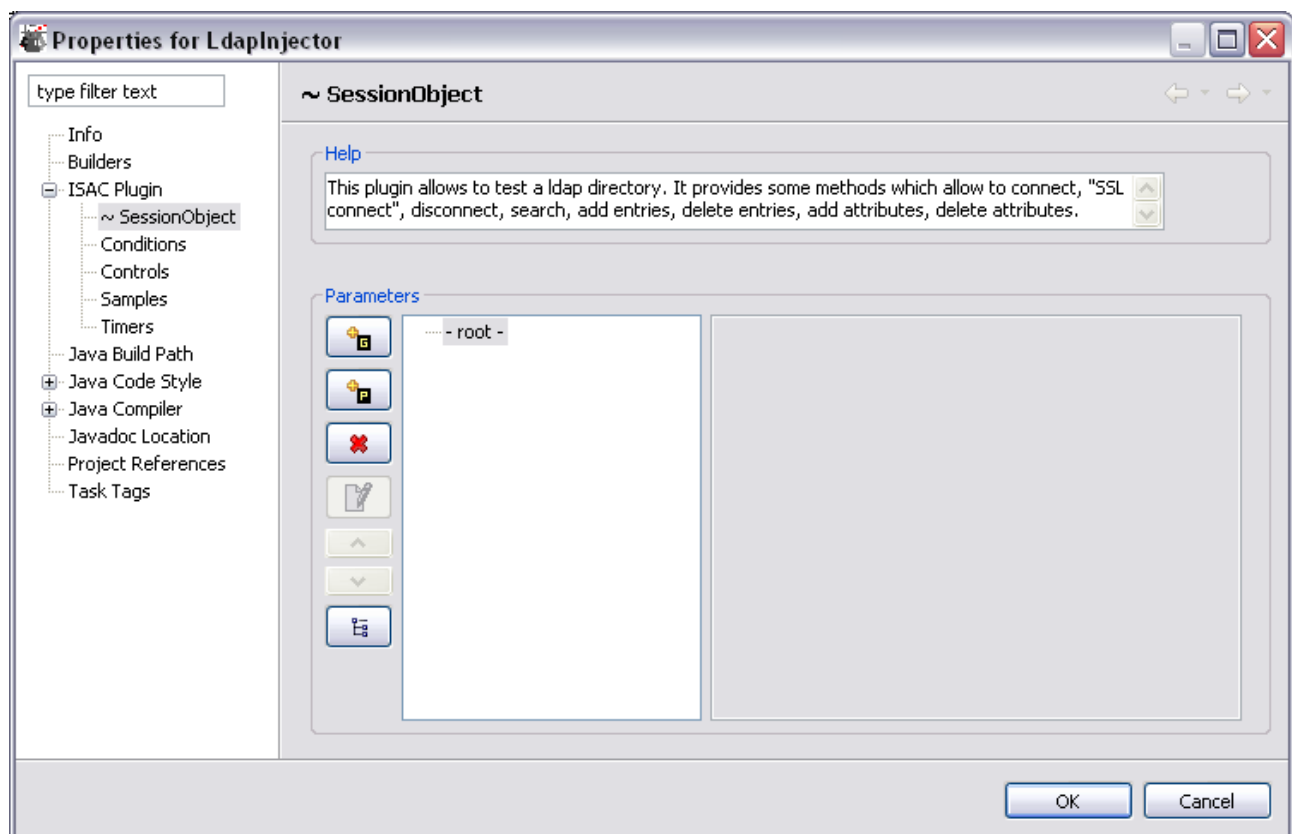 Properties for LdapInjector
type filter text
Info
Builders
ISAC Plugin
~ SessionObject
Conditions
Controls
Samples
Timers
Java Build Path
Java Code Style
Java Compiler
Javadoc Location
Project References
Task Tags
~ SessionObject
Help
This plugin allows to test a ldap directory. It provides some methods which allow to connect, "SSL
connect", disconnect, search, add entries, delete entries, add attributes, delete attributes.
Parameters
G
- root -
P
OK
Cancel